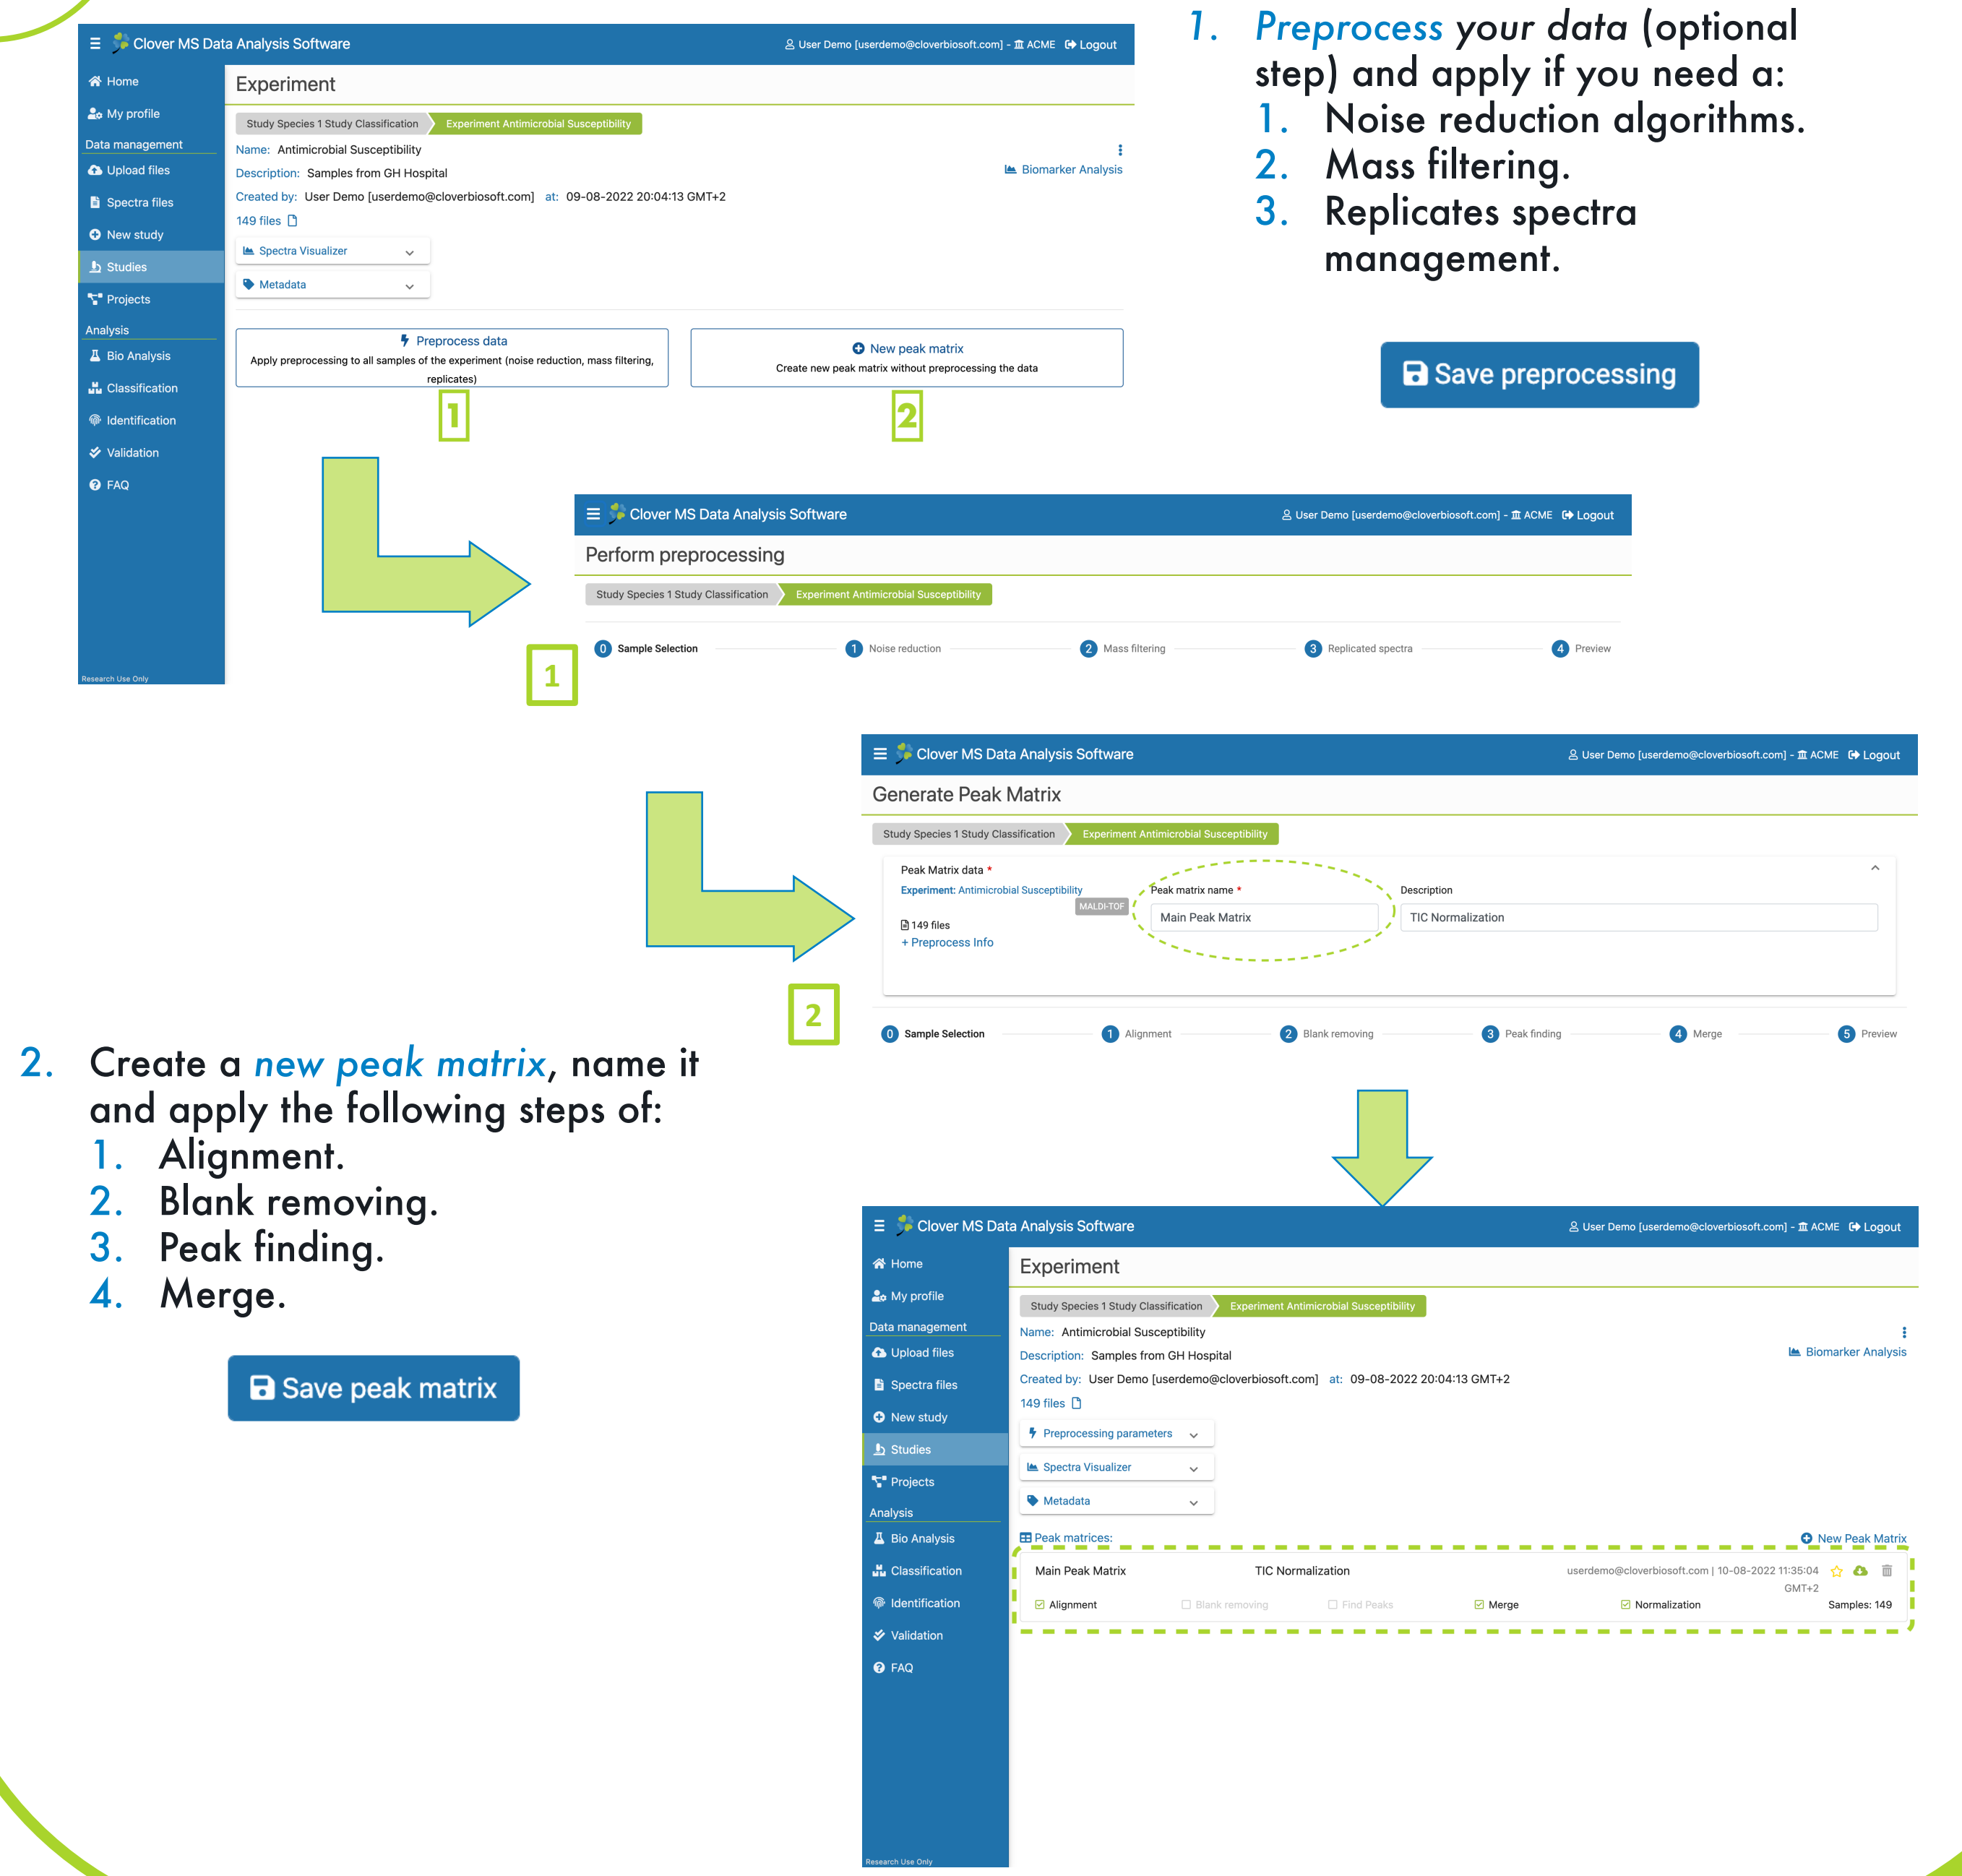 Clover MS Data Analysis Software
User Demo [userdemo@cloverbiosoft.com] - ACME Logout
Home
My profile
Data management
Upload files
Spectra files
New study
Studies
Projects
Analysis
Bio Analysis
Classification
Identification
Validation
FAQ
Research Use Only
Experiment
Study Species 1 Study Classification
Experiment Antimicrobial Susceptibility
Name: Antimicrobial Susceptibility
Description: Samples from GH Hospital
Biomarker Analysis
Created by: User Demo [userdemo@cloverbiosoft.com] at: 09-08-2022 20:04:13 GMT+2
149 files
Spectra Visualizer
Metadata
Preprocess data
Apply preprocessing to all samples of the experiment (noise reduction, mass filtering,
replicates)
New peak matrix
Create new peak matrix without preprocessing the data
1
2
1. Preprocess your data (optional
step) and apply if you need a:
1. Noise reduction algorithms.
2. Mass filtering.
3. Replicates spectra
management.
Save preprocessing
Clover MS Data Analysis Software
User Demo [userdemo@cloverbiosoft.com] - ACME Logout
Perform preprocessing
Study Species 1 Study Classification
Experiment Antimicrobial Susceptibility
0 Sample Selection
1 Noise reduction
2 Mass filtering
3 Replicated spectra
4 Preview
1
Clover MS Data Analysis Software
User Demo [userdemo@cloverbiosoft.com] - ACME Logout
Generate Peak Matrix
Study Species 1 Study Classification
Experiment Antimicrobial Susceptibility
Peak Matrix data *
Experiment: Antimicrobial Susceptibility
MALDI-TOF
149 files
+ Preprocess Info
Peak matrix name *
Main Peak Matrix
Description
TIC Normalization
0 Sample Selection
1 Alignment
2 Blank removing
3 Peak finding
4 Merge
5 Preview
2
2. Create a new peak matrix, name it
and apply the following steps of:
1. Alignment.
2. Blank removing.
3. Peak finding.
4. Merge.
Save peak matrix
Clover MS Data Analysis Software
User Demo [userdemo@cloverbiosoft.com] - ACME Logout
Home
My profile
Data management
Upload files
Spectra files
New study
Studies
Projects
Analysis
Bio Analysis
Classification
Identification
Validation
FAQ
Research Use Only
Experiment
Study Species 1 Study Classification
Experiment Antimicrobial Susceptibility
Name: Antimicrobial Susceptibility
Description: Samples from GH Hospital
Biomarker Analysis
Created by: User Demo [userdemo@cloverbiosoft.com] at: 09-08-2022 20:04:13 GMT+2
149 files
Preprocessing parameters
Spectra Visualizer
Metadata
Peak matrices:
New Peak Matrix
Main Peak Matrix
TIC Normalization
userdemo@cloverbiosoft.com | 10-08-2022 11:35:04
GMT+2
Alignment
Blank removing
Find Peaks
Merge
Normalization
Samples: 149